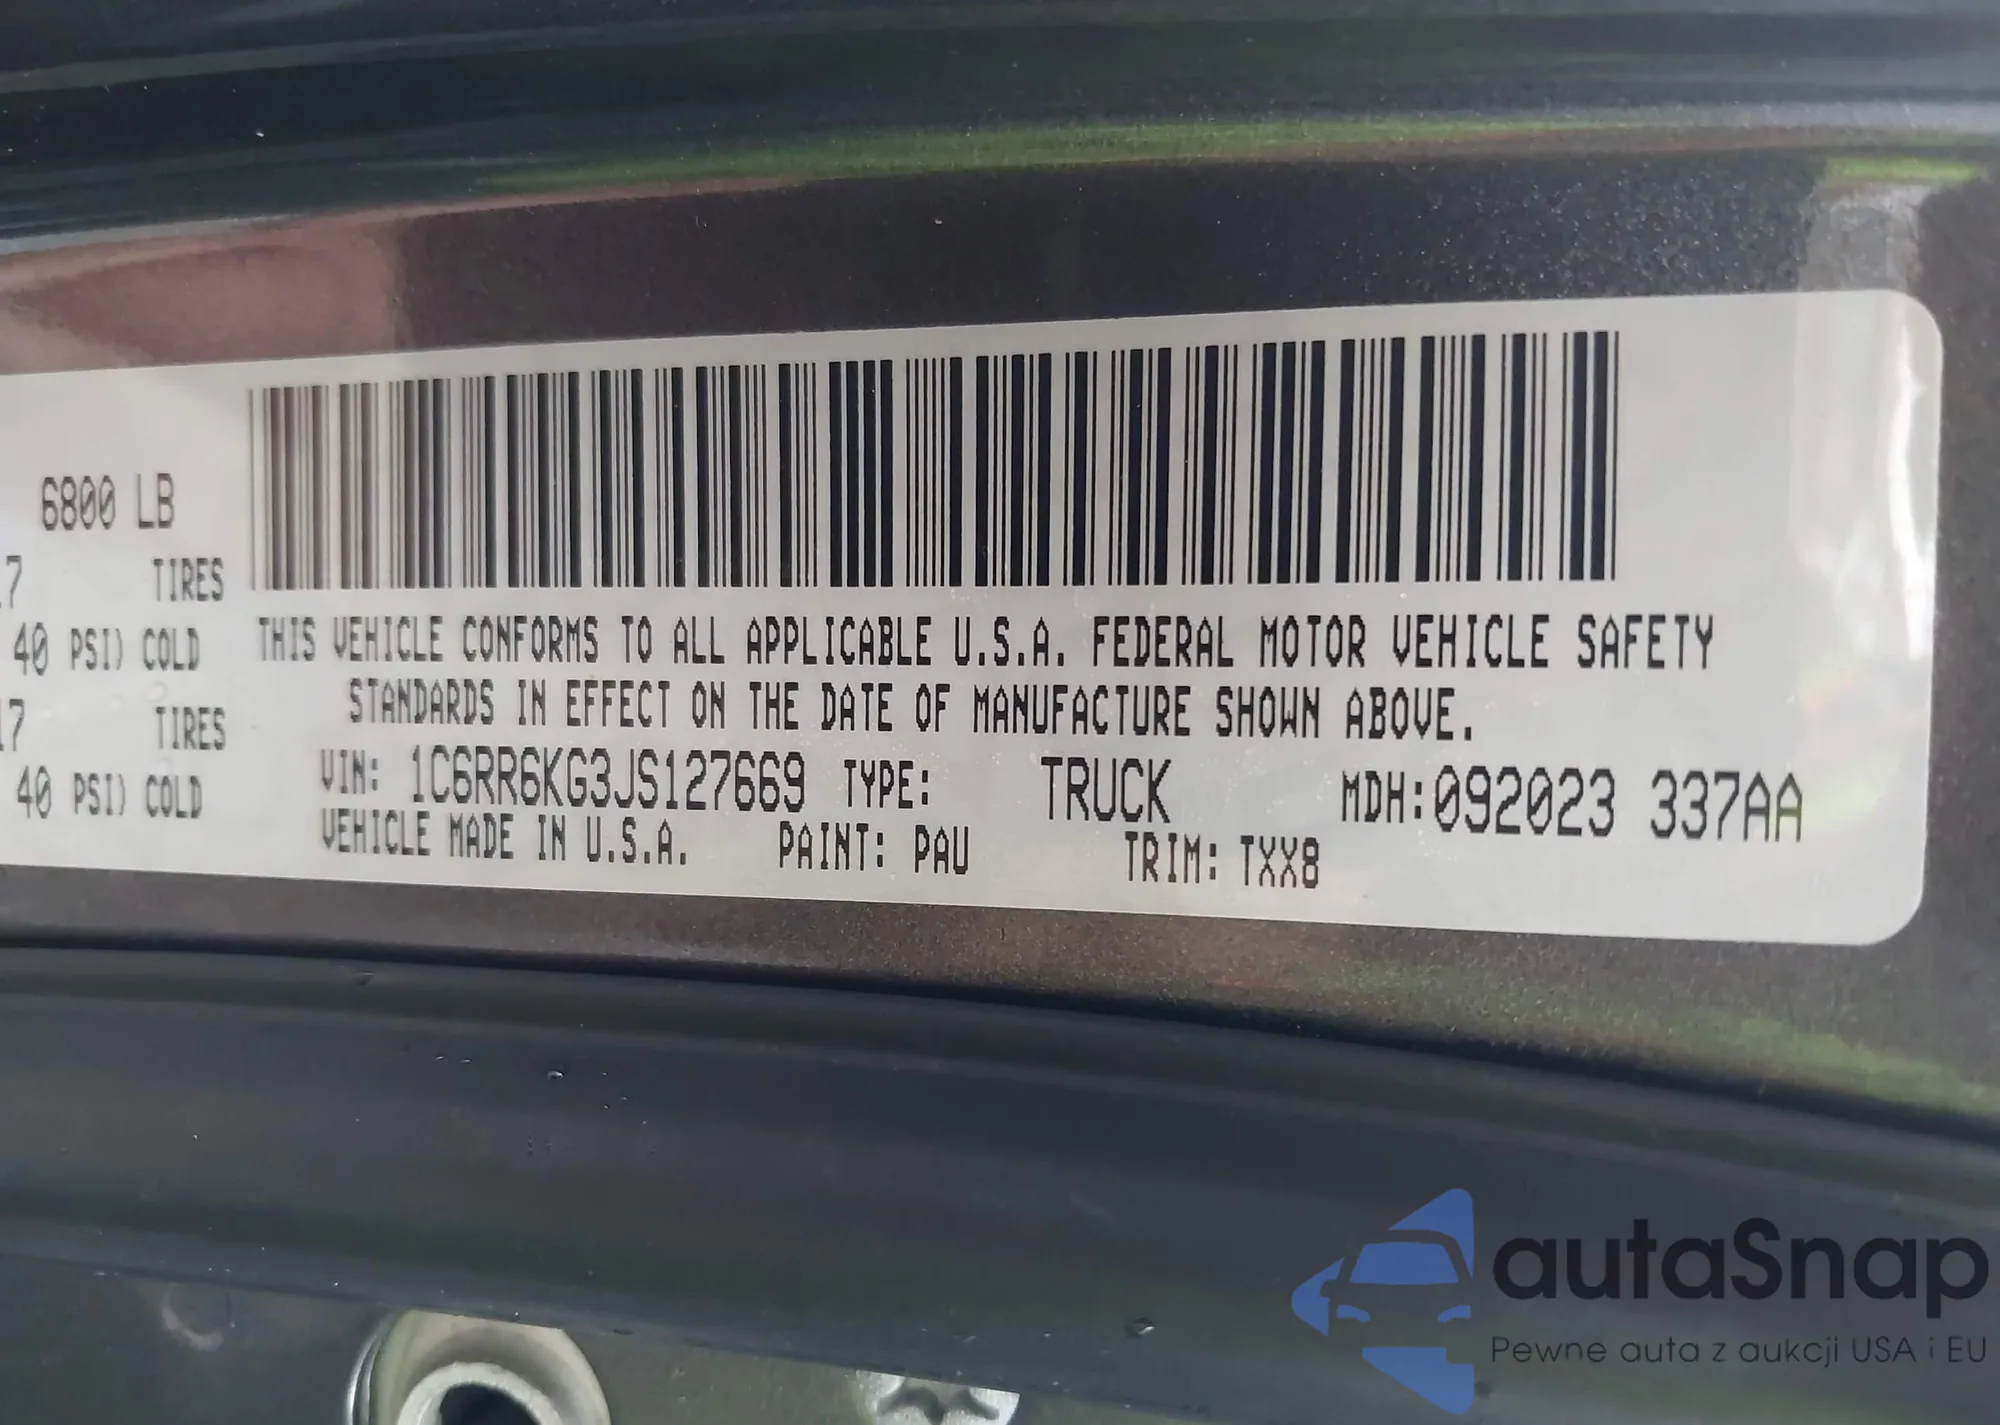 6800 LB
17 TIRES
40 PSI) COLD
17 TIRES
40 PSI) COLD
THIS VEHICLE CONFORMS TO ALL APPLICABLE U.S.A. FEDERAL MOTOR VEHICLE SAFETY
STANDARDS IN EFFECT ON THE DATE OF MANUFACTURE SHOWN ABOVE.
VIN: 1C6RR6KG3JS127669 TYPE: TRUCK MDH:092023 337AA
VEHICLE MADE IN U.S.A. PAINT: PAU TRIM: TXX8
autaSnap
Pewne auta z aukcji USA i EU